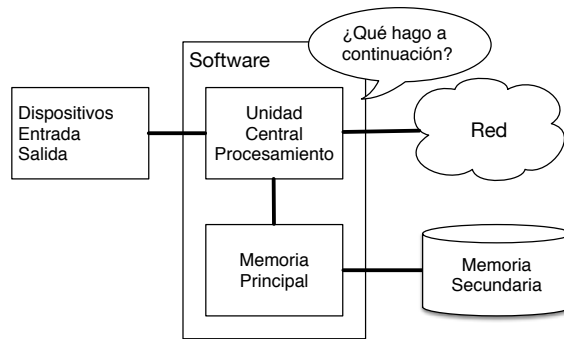 ¿Qué hago a
continuación?
Software
Dispositivos
Entrada
Salida
Unidad
Central
Procesamiento
Red
Memoria
Principal
Memoria
Secundaria